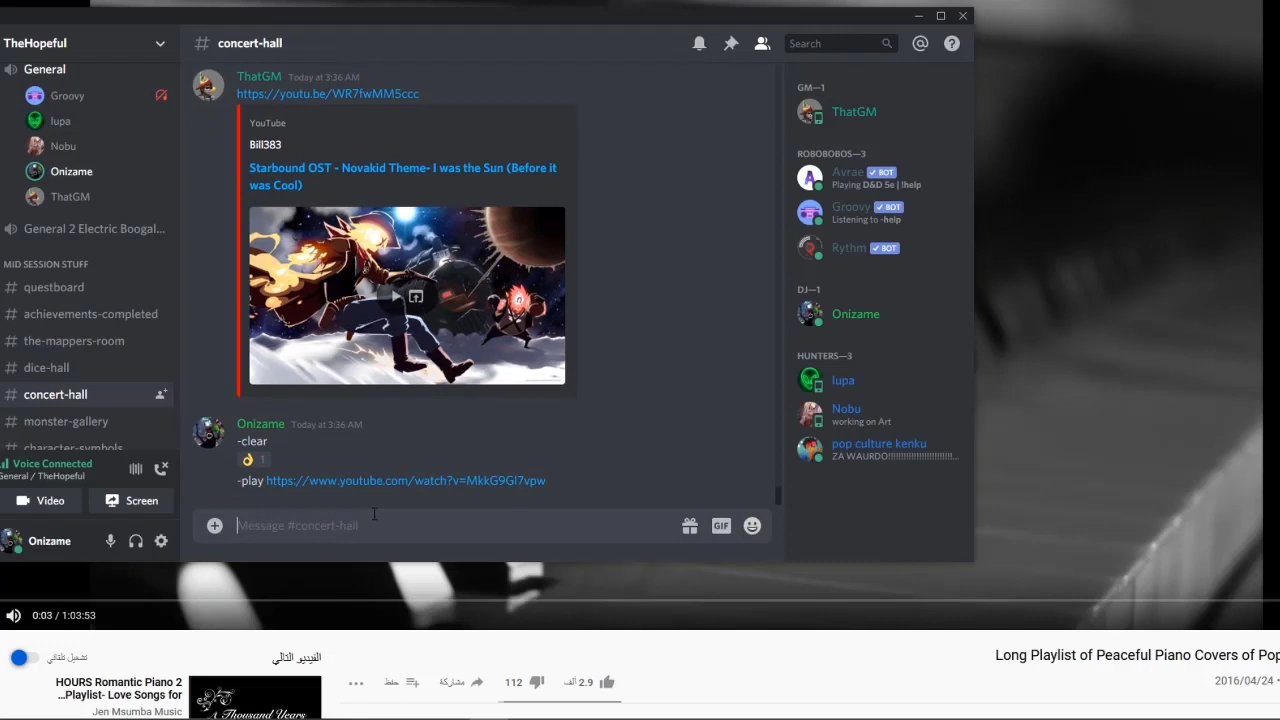 TheHopeful
General
Groovy
lupa
Nobu
Onizame
ThatGM
General 2 Electric Boogal...
MID SESSION STUFF
# questboard
# achievements-completed
# the-mappers-room
# dice-hall
# concert-hall
# monster-gallery
# character-symbols
Voice Connected
General / TheHopeful
Video
Screen
Onizame
# concert-hall
Search
ThatGM Today at 3:36 AM
https://youtu.be/WR7fwMM5ccc
YouTube
Bill383
Starbound OST - Novakid Theme- I was the Sun (Before it
was Cool)
Onizame Today at 3:36 AM
-clear
1
-play https://www.youtube.com/watch?v=MkkG9Gl7vpw
Message #concert-hall
GIF
GM—1
ThatGM
ROBOBOBOS—3
Avrae BOT
Playing D&D 5e | !help
Groovy BOT
Listening to -help
Rythm BOT
DJ—1
Onizame
HUNTERS—3
lupa
Nobu
working on Art
pop culture kenku
ZA WAURDO!!!!!!!!!!!!!!!!!!!!!!!!!!...
0:03 / 1:03:53
تشغيل تلقائي
الفيديو التالي
HOURS Romantic Piano 2
...Playlist- Love Songs for
Jen Msumba Music
A Thousand Years
حفظ
مشاركة
112
2.9 ألف
Long Playlist of Peaceful Piano Covers of Pop
2016/04/24 •